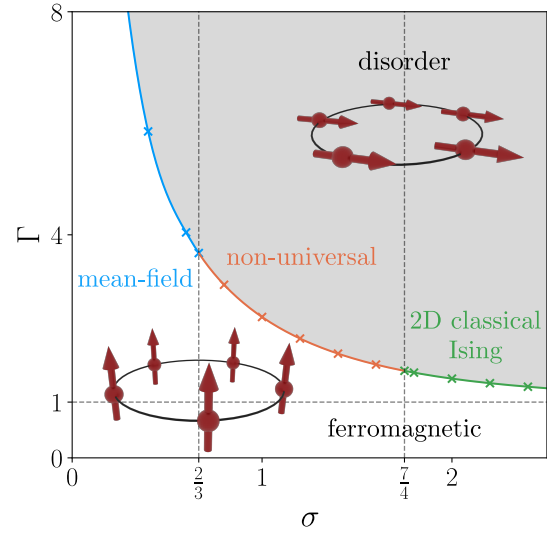 8
disorder
Γ
4
non-universal
mean-field
2D classical
Ising
1
ferromagnetic
0
0
2/3
1
7/4
2
σ